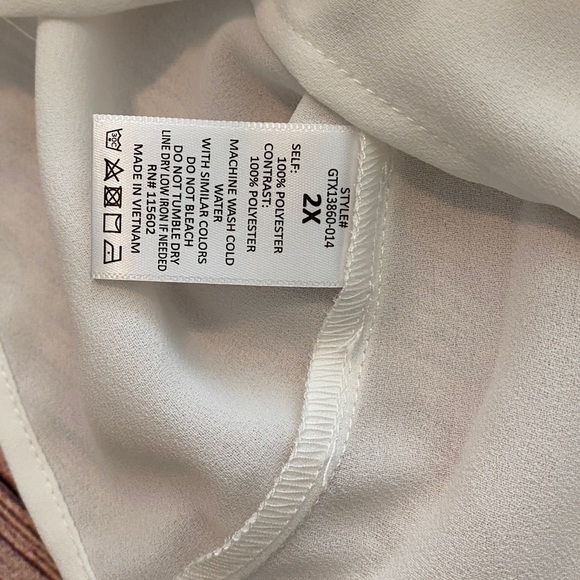 STYLE#
GTX13860-014
2X
SELF:
100% POLYESTER
CONTRAST:
100% POLYESTER
MACHINE WASH COLD
WATER
WITH SIMILAR COLORS
DO NOT BLEACH
DO NOT TUMBLE DRY
LINE DRY LOW IRON IF NEEDED
RN# 115602
MADE IN VIETNAM
30C